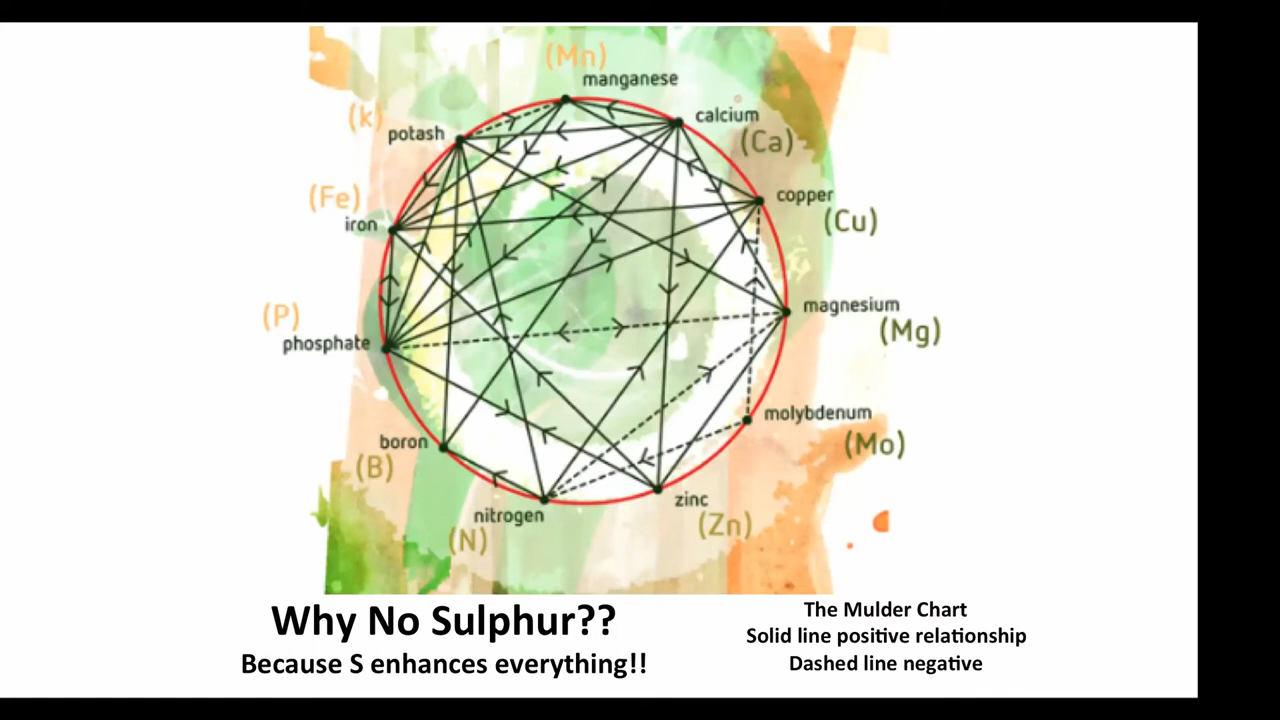 (Mn)
manganese
calcium
(Ca)
(k)
potash
copper
(Cu)
(Fe)
iron
magnesium
(Mg)
(P)
phosphate
molybdenum
(Mo)
boron
(B)
zinc
(Zn)
nitrogen
(N)
Why No Sulphur??
Because S enhances everything!!
The Mulder Chart
Solid line positive relationship
Dashed line negative